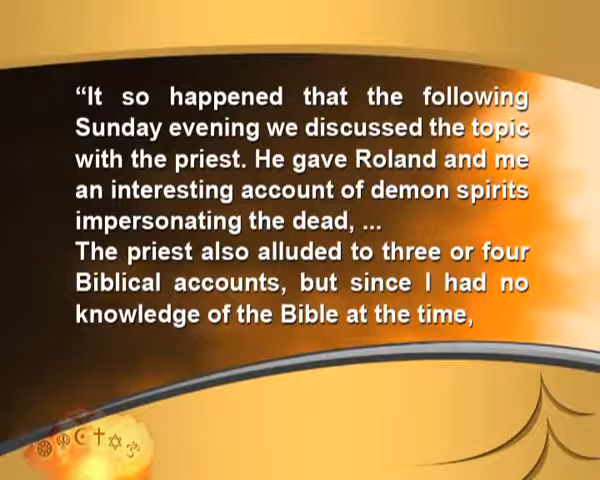 “It so happened that the following
Sunday evening we discussed the topic
with the priest. He gave Roland and me
an interesting account of demon spirits
impersonating the dead, ...
The priest also alluded to three or four
Biblical accounts, but since I had no
knowledge of the Bible at the time,